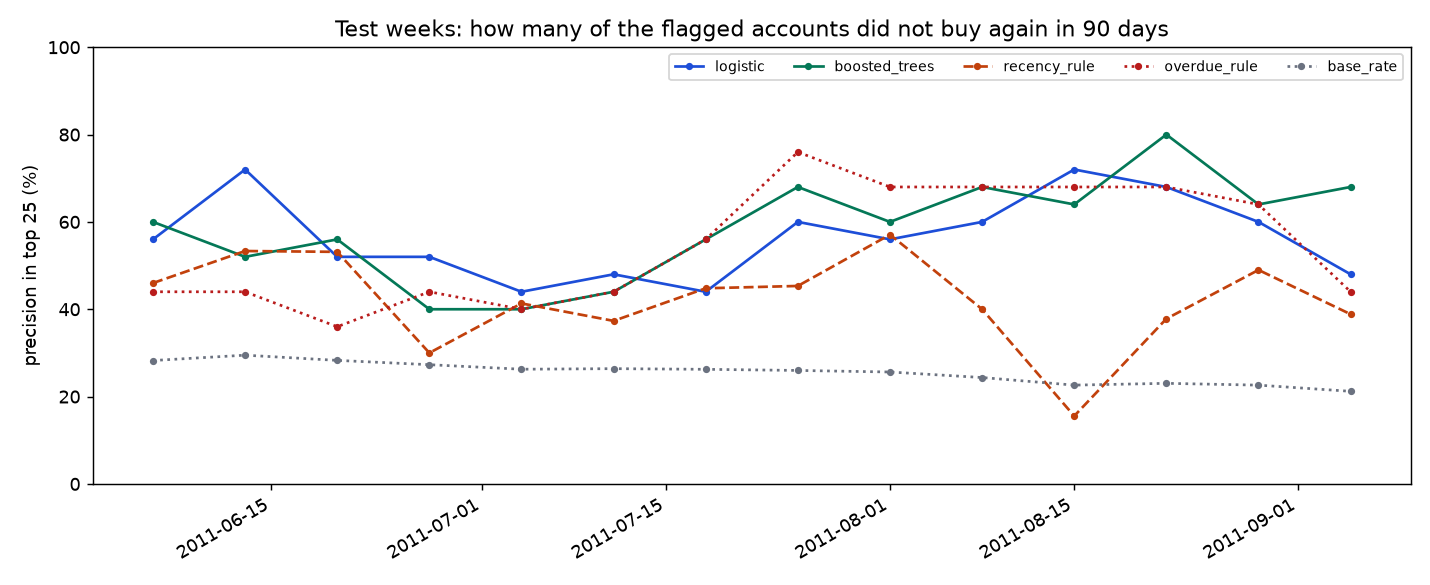 Test weeks: how many of the flagged accounts did not buy again in 90 days
logistic boosted_trees recency_rule overdue_rule base_rate
precision in top 25 (%)
100
80
60
40
20
0
2011-06-15 2011-07-01 2011-07-15 2011-08-01 2011-08-15 2011-09-01